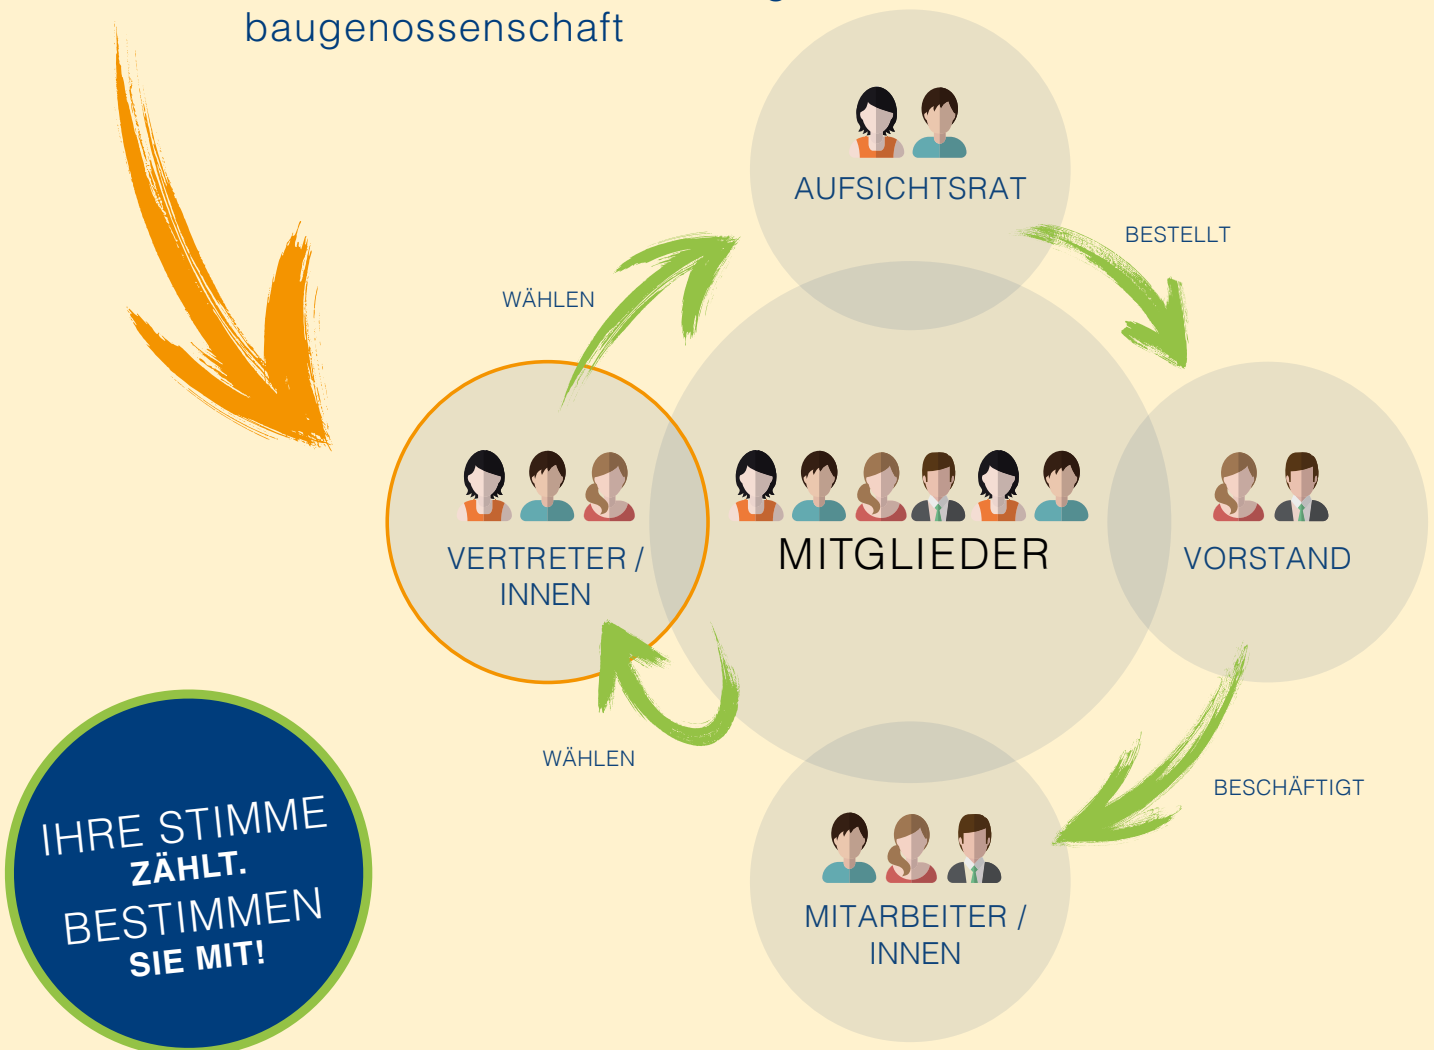 baugenossenschaft
AUFSICHTSRAT
BESTELLT
WÄHLEN
VERTRETER /
INNEN
MITGLIEDER
VORSTAND
WÄHLEN
BESCHÄFTIGT
MITARBEITER /
INNEN
IHRE STIMME
ZÄHLT.
BESTIMMEN
SIE MIT!